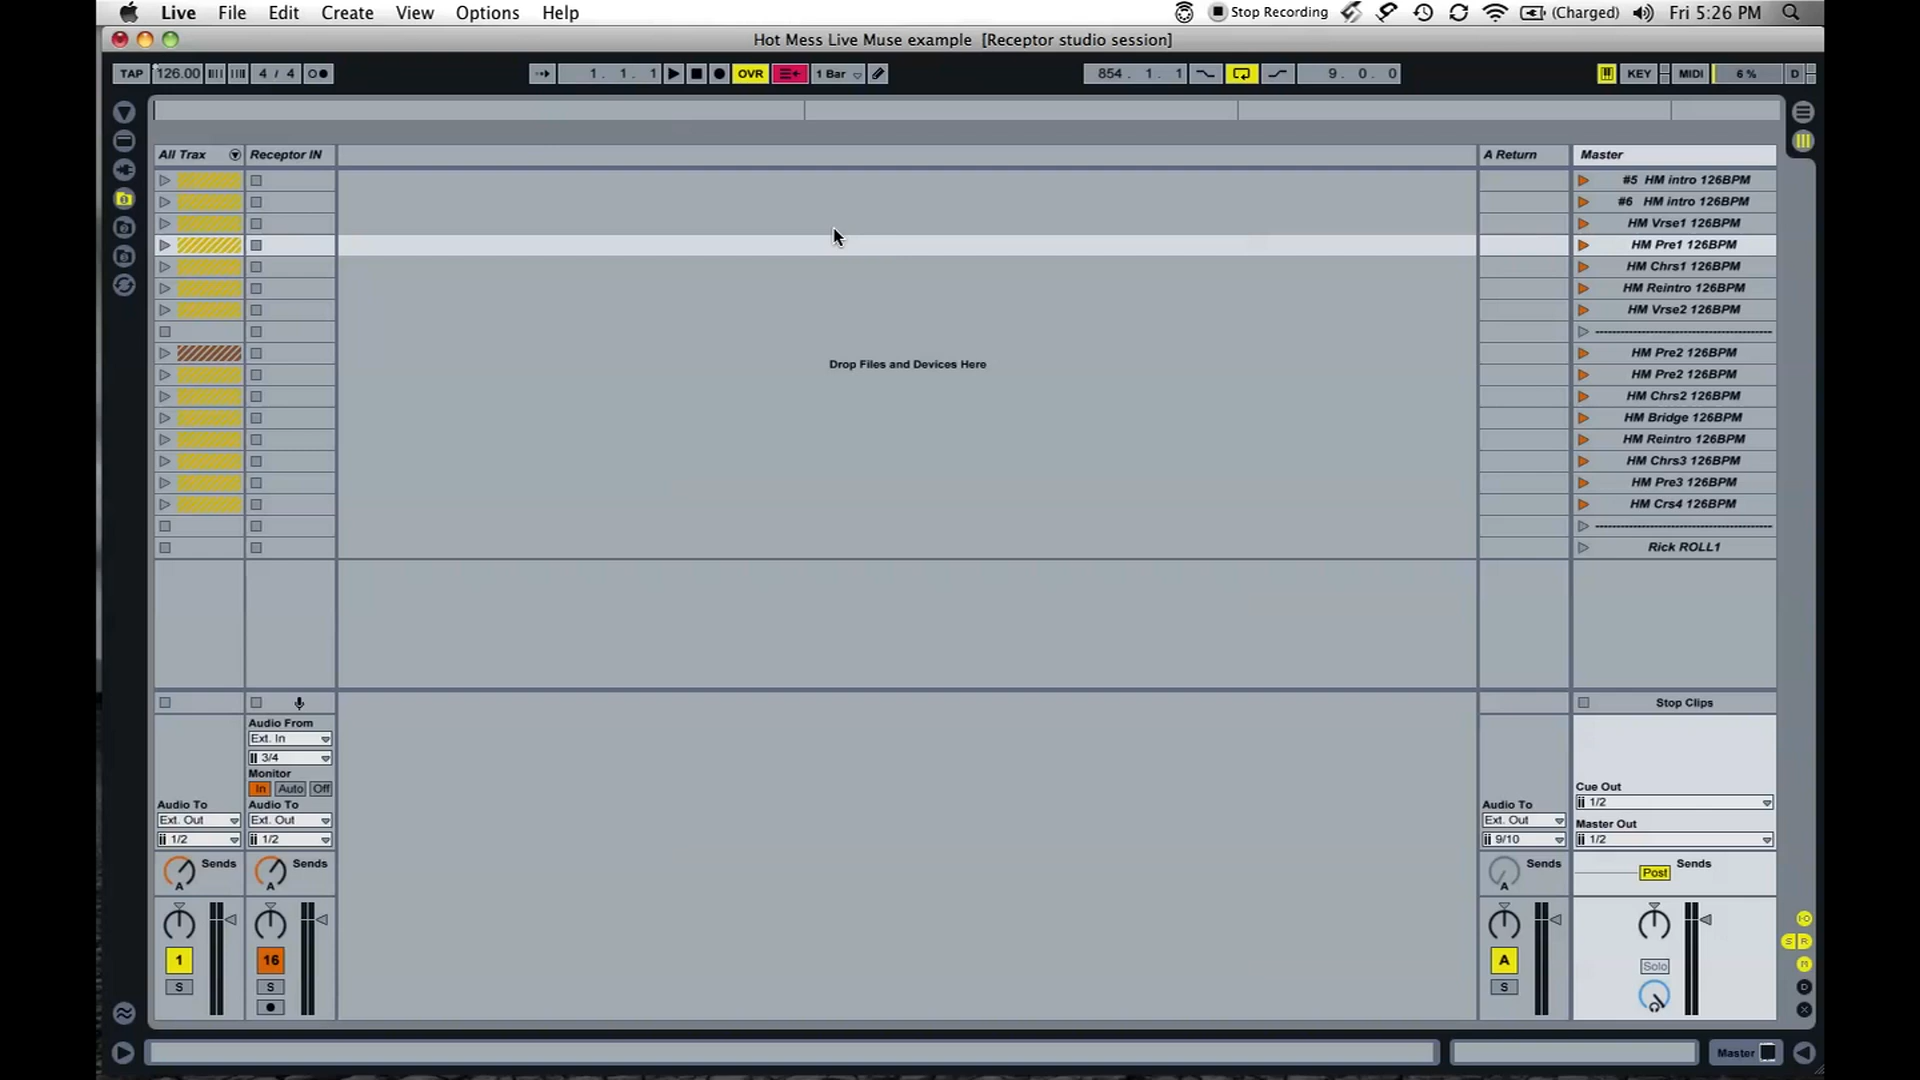 Live File Edit Create View Options Help Stop Recording (Charged) Fri 5:26 PM
Hot Mess Live Muse example [Receptor studio session]
TAP 126.00 4 / 4 1. 1. 1 OVR 1 Bar 854. 1. 1 9. 0. 0 KEY MIDI 6 % D
All Trax Receptor IN A Return Master
#5 HM intro 126BPM
#6 HM intro 126BPM
HM Vrse1 126BPM
HM Pre1 126BPM
HM Chrs1 126BPM
HM Reintro 126BPM
HM Vrse2 126BPM
Drop Files and Devices Here
HM Pre2 126BPM
HM Pre2 126BPM
HM Chrs2 126BPM
HM Bridge 126BPM
HM Reintro 126BPM
HM Chrs3 126BPM
HM Pre3 126BPM
HM Crs4 126BPM
Rick ROLL1
Stop Clips
Audio From
Ext. In
3/4
Monitor
In Auto Off
Cue Out
1/2
Audio To Audio To Audio To Master Out
Ext. Out Ext. Out Ext. Out
1/2 1/2 9/10 1/2
Sends Sends Sends Sends
A A A Post
1 16 A Solo
S S S
S R
M
D
X
Master